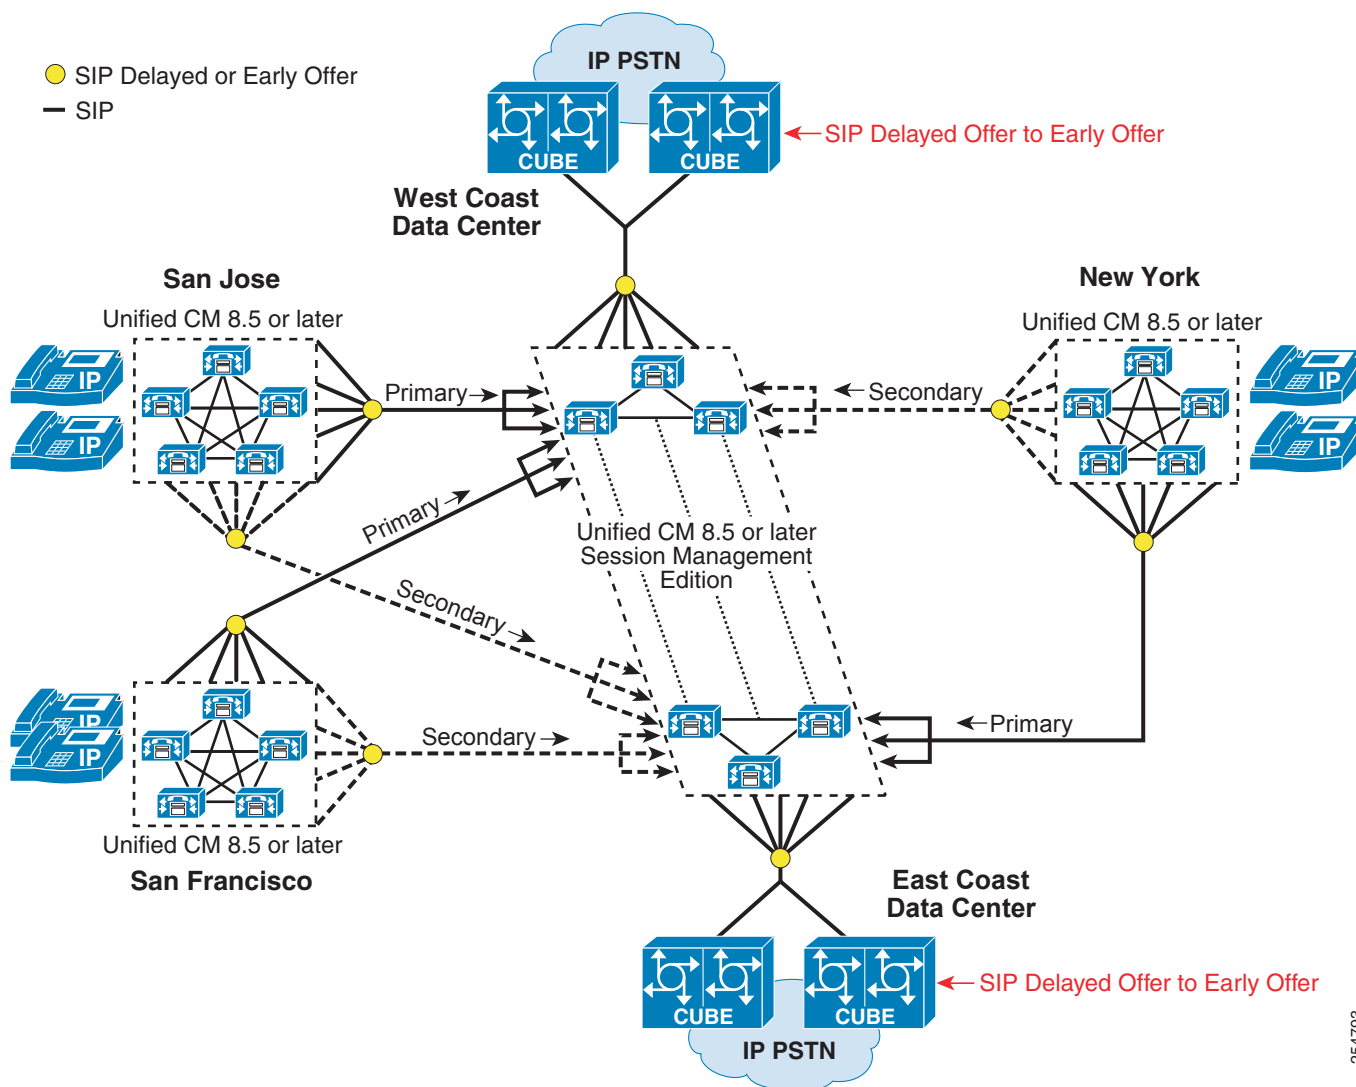 IP PSTN
SIP Delayed or Early Offer
SIP
CUBE
CUBE
SIP Delayed Offer to Early Offer
West Coast
Data Center
San Jose
Unified CM 8.5 or later
New York
Unified CM 8.5 or later
IP
IP
Primary
Secondary
IP
IP
Primary
Unified CM 8.5 or later
Session Management
Edition
Secondary
IP
IP
Secondary
Primary
Unified CM 8.5 or later
San Francisco
East Coast
Data Center
CUBE
CUBE
SIP Delayed Offer to Early Offer
IP PSTN